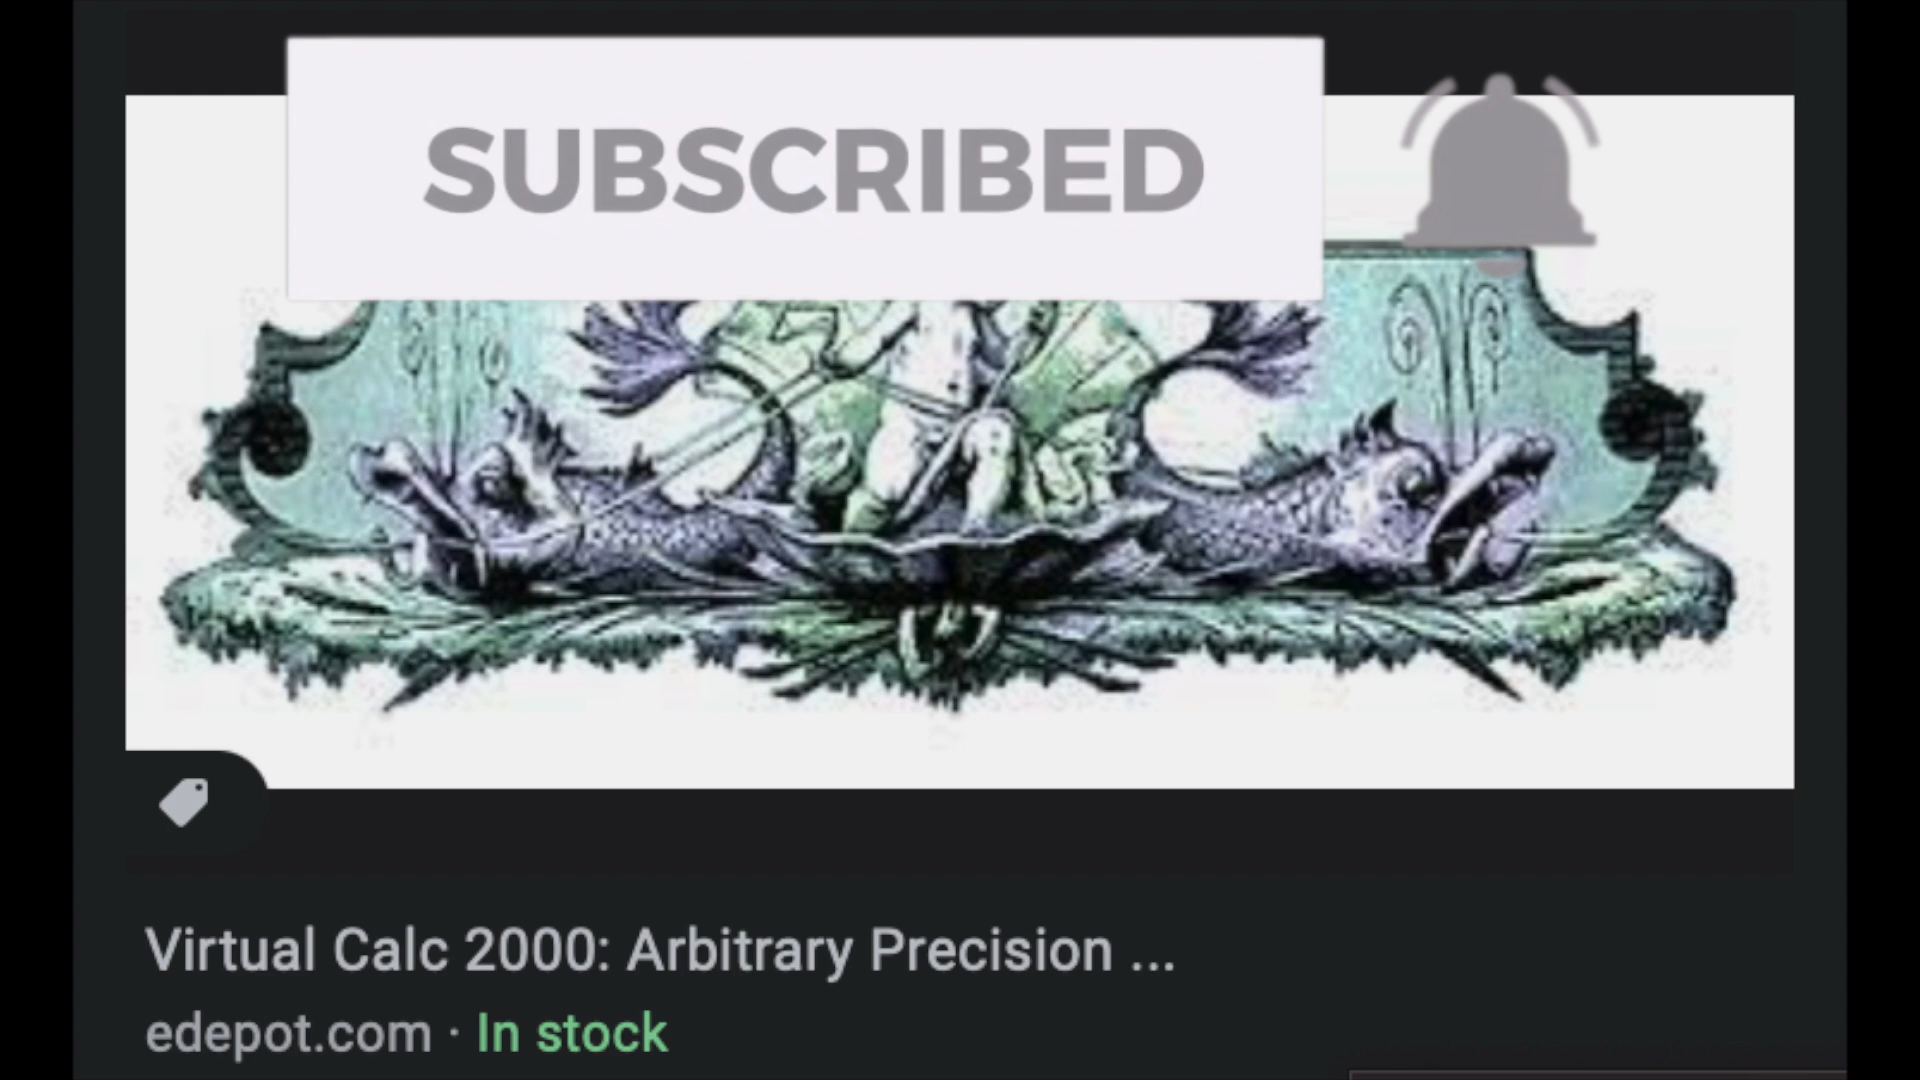 SUBSCRIBED
Virtual Calc 2000: Arbitrary Precision ...
edepot.com · In stock